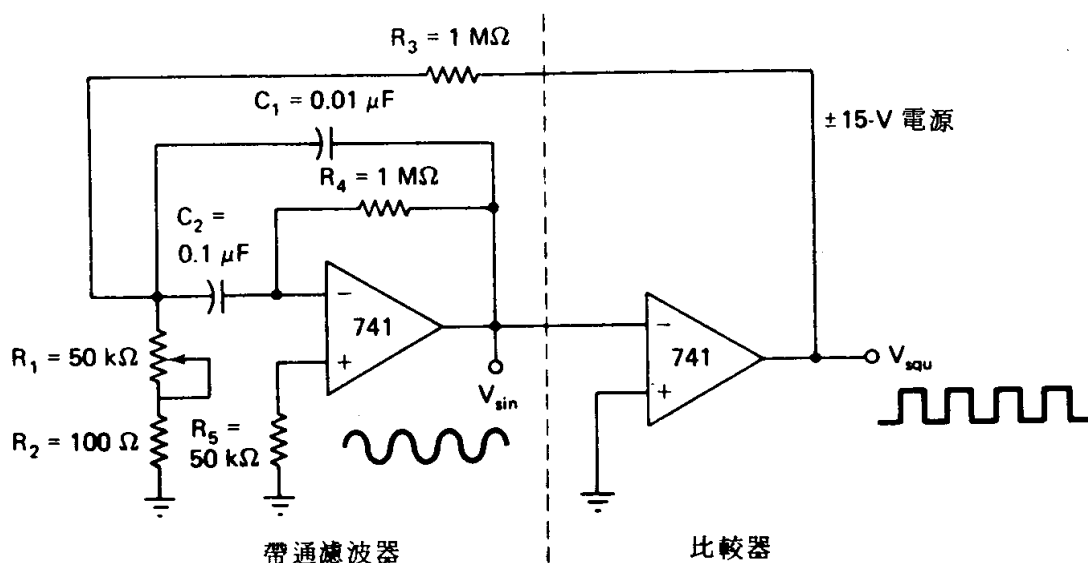 R3 = 1 MΩ
C1 = 0.01 μF
±15-V 電源
R4 = 1 MΩ
C2 =
0.1 μF
−
741
+
−
741
+
R1 = 50 kΩ
Vsin
Vsqu
R2 = 100 Ω
R5 =
50 kΩ
帶通濾波器
比較器